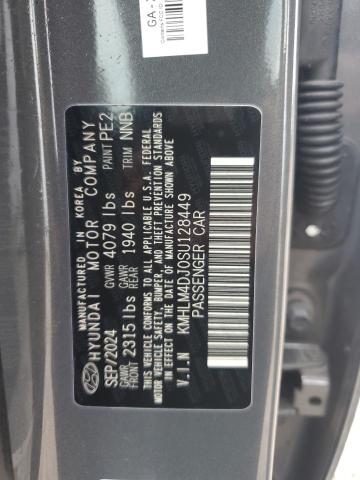 MANUFACTURED IN KOREA BY
HYUNDAI MOTOR COMPANY
SEP/2024 GVWR 4079 lbs PAINT PE2
GAWR FRONT 2315 lbs GAWR REAR 1940 lbs TRIM NNB
THIS VEHICLE CONFORMS TO ALL APPLICABLE U.S.A. FEDERAL
MOTOR VEHICLE SAFETY, BUMPER, AND THEFT PREVENTION
STANDARDS IN EFFECT ON THE DATE OF MANUFACTURE
SHOWN ABOVE.
V.I.N KMHLM4DJ0SU128449
PASSENGER CAR
GA -